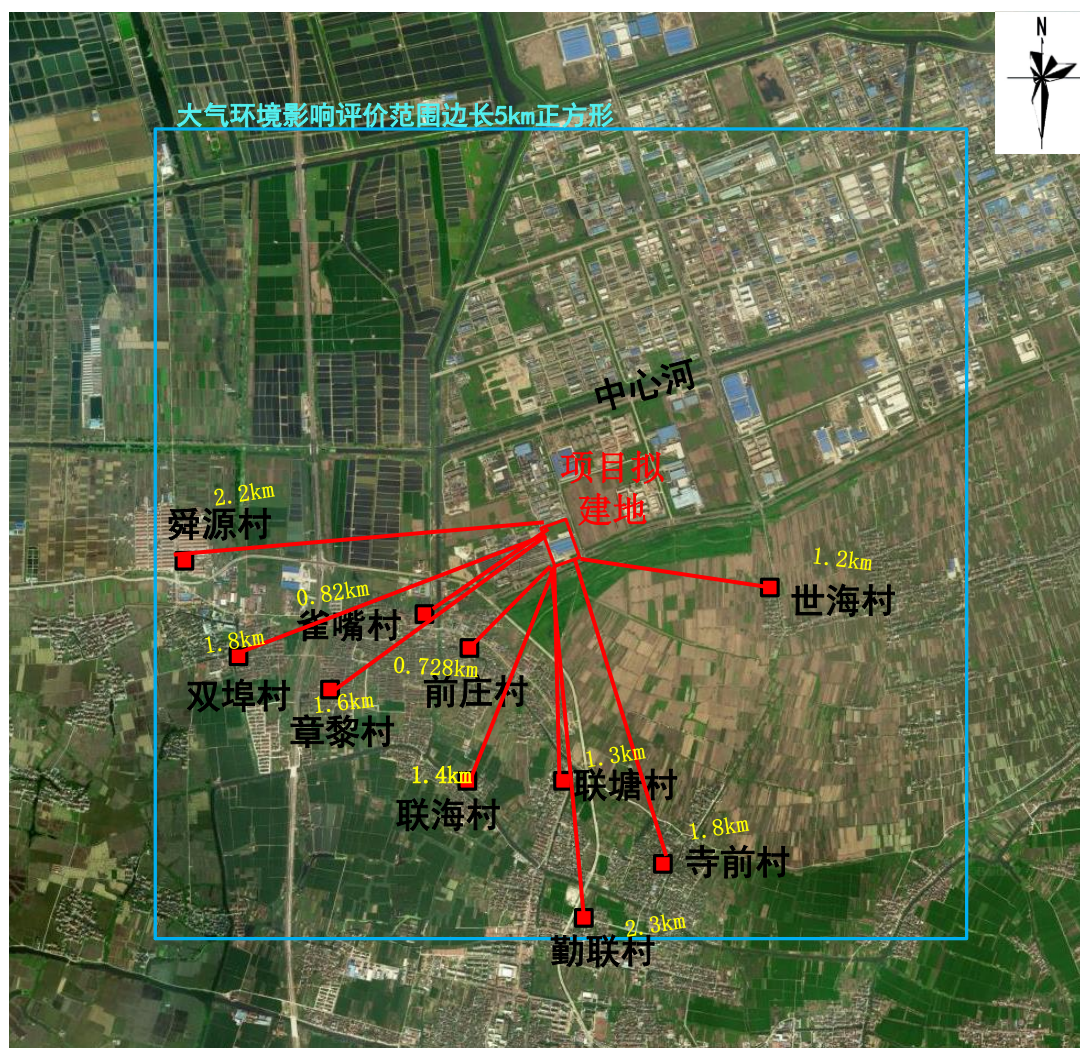 N
大气环境影响评价范围边长5km正方形
中心河
项目拟
建地
2.2km
舜源村
1.2km
世海村
0.82km
雀嘴村
1.8km
双埠村
0.728km
前庄村
1.6km
章黎村
1.3km
联塘村
1.4km
联海村
1.8km
寺前村
2.3km
勤联村